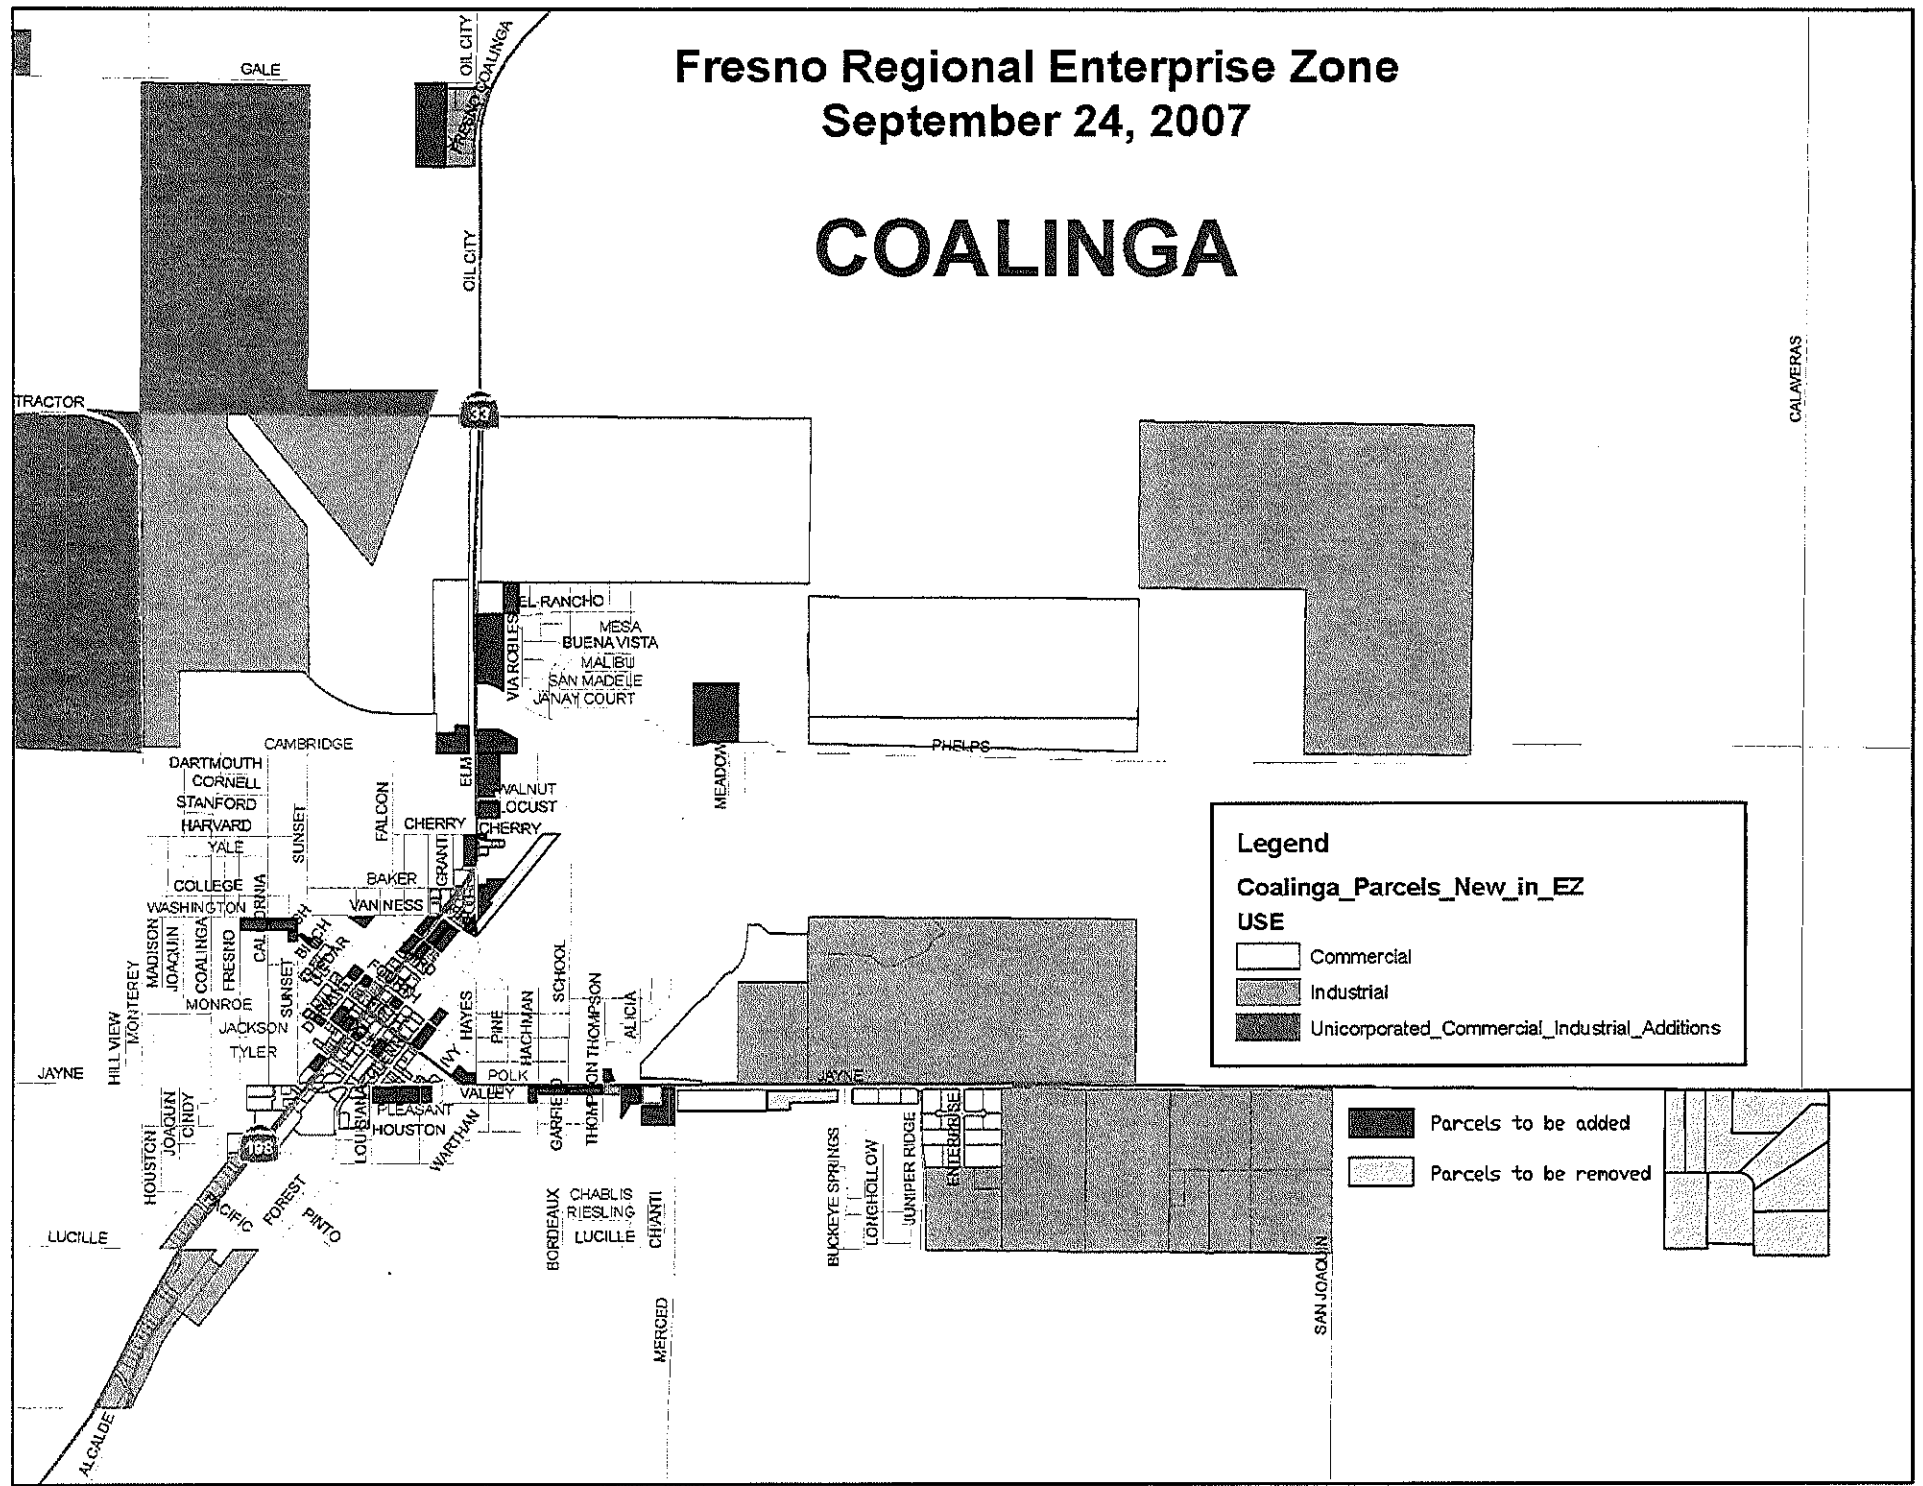 Fresno Regional Enterprise Zone
September 24, 2007
COALINGA
GALE
OIL CITY
FRESNO COALINGA
OIL CITY
CALAVERAS
TRACTOR
33
EL RANCHO
MESA
BUENA VISTA
MALIBU
SAN MADELE
JANAY COURT
VIA ROBLES
CAMBRIDGE
PHELPS
MEADOW
DARTMOUTH
CORNELL
STANFORD
HARVARD
YALE
SUNSET
FALCON
ELM
WALNUT
LOCUST
CHERRY
CHERRY
GRANT
BAKER
COLLEGE
WASHINGTON
VAN NESS
CALIFORNIA
BIRCH
CEDAR
MADISON
JOAQUIN
COALINGA
FRESNO
SUNSET
MONTEREY
MONROE
JACKSON
TYLER
HILL VIEW
JAYNE
HAYES
PINE
HACHMAN
SCHOOL
THOMPSON
ALICIA
IVY
POLK
VALLEY
JAYNE
PLEASANT
HOUSTON
LOUISIANA
WARTHAN
GARFIELD
THOMPSON
JOAQUIN
CINDY
HOUSTON
198
PACIFIC
FOREST
PINTO
LUCILLE
BORDEAUX
CHABLIS
RIESLING
LUCILLE
CHIANTI
MERCED
BUCKEYE SPRINGS
LONGHOLLOW
JUNIPER RIDGE
ENTERPRISE
SAN JOAQUIN
ALCALDE
Legend
Coalinga_Parcels_New_in_EZ
USE
Commercial
Industrial
Unicorporated_Commercial_Industrial_Additions
Parcels to be added
Parcels to be removed